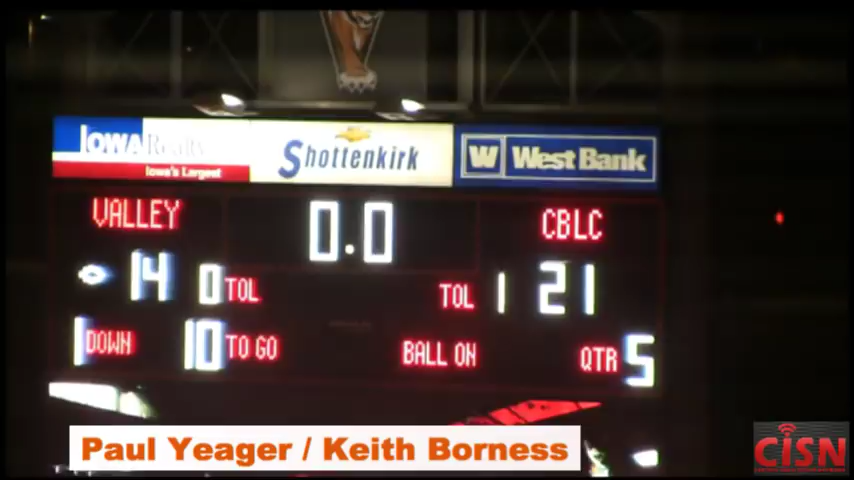 IOWA Realty
Iowa's Largest
Shottenkirk
W West Bank
VALLEY 0.0 CBLC
14 0 TOL TOL 1 21
1 DOWN 10 TO GO BALL ON QTR 5
Paul Yeager / Keith Borness
CISN